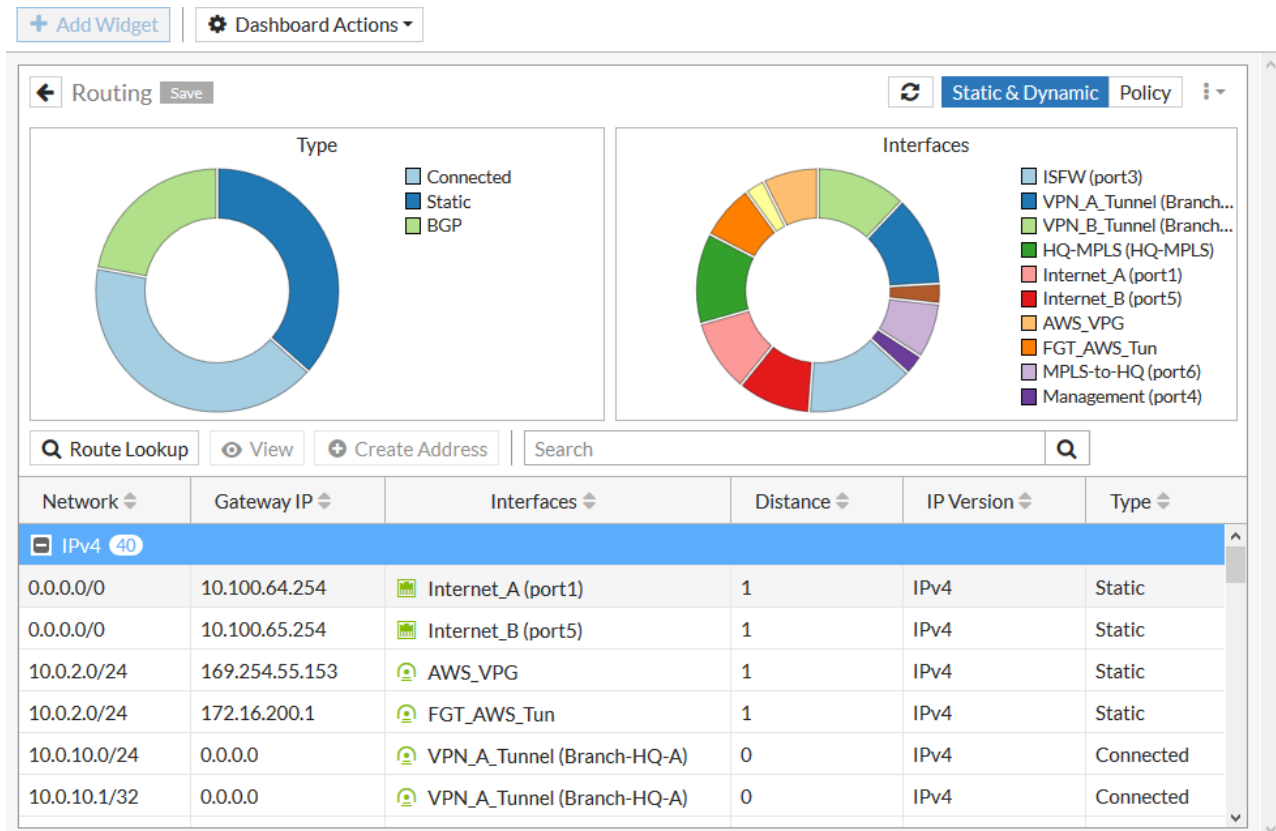 Add Widget Dashboard Actions
Routing Save Static & Dynamic Policy
Type
Connected
Static
BGP
Interfaces
ISFW (port3)
VPN_A_Tunnel (Branch...
VPN_B_Tunnel (Branch...
HQ-MPLS (HQ-MPLS)
Internet_A (port1)
Internet_B (port5)
AWS_VPG
FGT_AWS_Tun
MPLS-to-HQ (port6)
Management (port4)
Route Lookup View Create Address Search
Network Gateway IP Interfaces Distance IP Version Type
IPv4 40
0.0.0.0/0 10.100.64.254 Internet_A (port1) 1 IPv4 Static
0.0.0.0/0 10.100.65.254 Internet_B (port5) 1 IPv4 Static
10.0.2.0/24 169.254.55.153 AWS_VPG 1 IPv4 Static
10.0.2.0/24 172.16.200.1 FGT_AWS_Tun 1 IPv4 Static
10.0.10.0/24 0.0.0.0 VPN_A_Tunnel (Branch-HQ-A) 0 IPv4 Connected
10.0.10.1/32 0.0.0.0 VPN_A_Tunnel (Branch-HQ-A) 0 IPv4 Connected